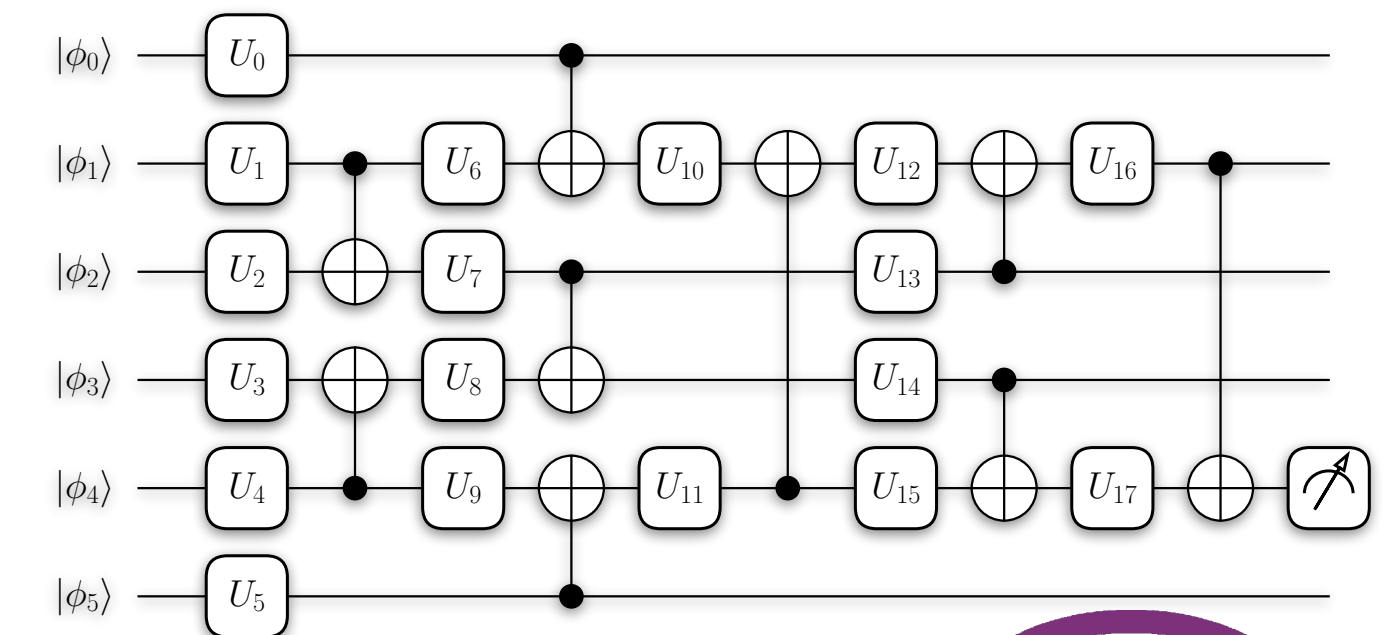 |ϕ₀⟩ U₀
|ϕ₁⟩ U₁ U₆ U₁₀ U₁₂ U₁₆
|ϕ₂⟩ U₂ U₇ U₁₃
|ϕ₃⟩ U₃ U₈ U₁₄
|ϕ₄⟩ U₄ U₉ U₁₁ U₁₅ U₁₇
|ϕ₅⟩ U₅